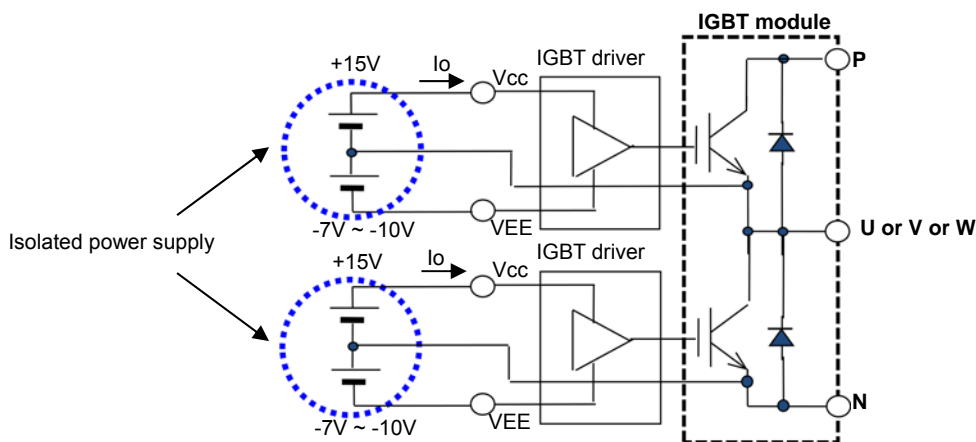 IGBT module
IGBT driver
+15V
Io
Vcc
P
VEE
-7V ~ -10V
U or V or W
Isolated power supply
IGBT driver
+15V
Io
Vcc
N
VEE
-7V ~ -10V